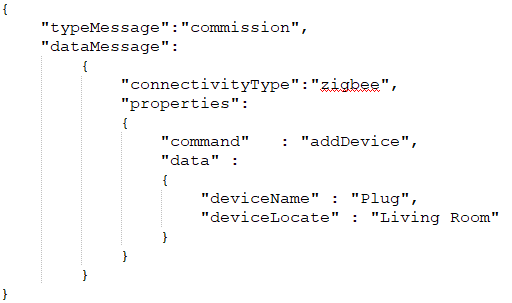 {
"typeMessage":"commission",
"dataMessage":
{
"connectivityType":"zigbee",
"properties":
{
"command" : "addDevice",
"data" :
{
"deviceName" : "Plug",
"deviceLocate" : "Living Room"
}
}
}
}